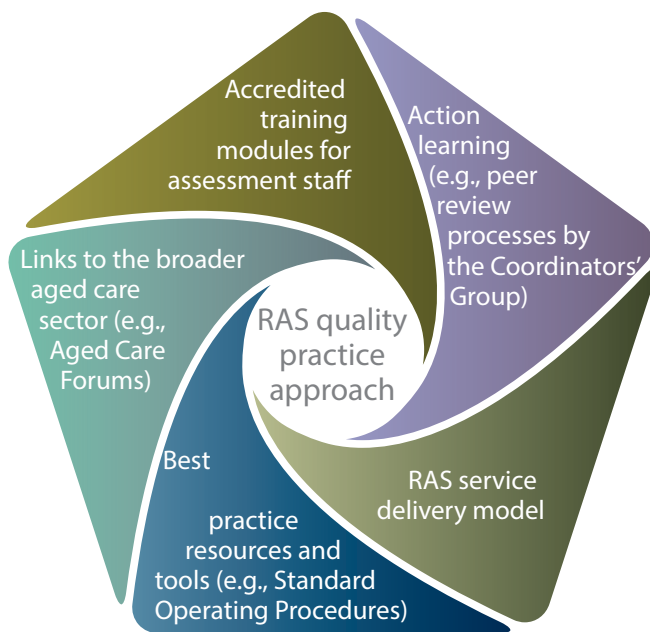 Accredited
training
modules for
assessment staff
Action
learning
(e.g., peer
review
processes by
the Coordinators’
Group)
Links to the broader
aged care
sector (e.g.,
Aged Care
Forums)
RAS quality
practice
approach
RAS service
delivery model
Best
practice
resources and
tools (e.g., Standard
Operating Procedures)